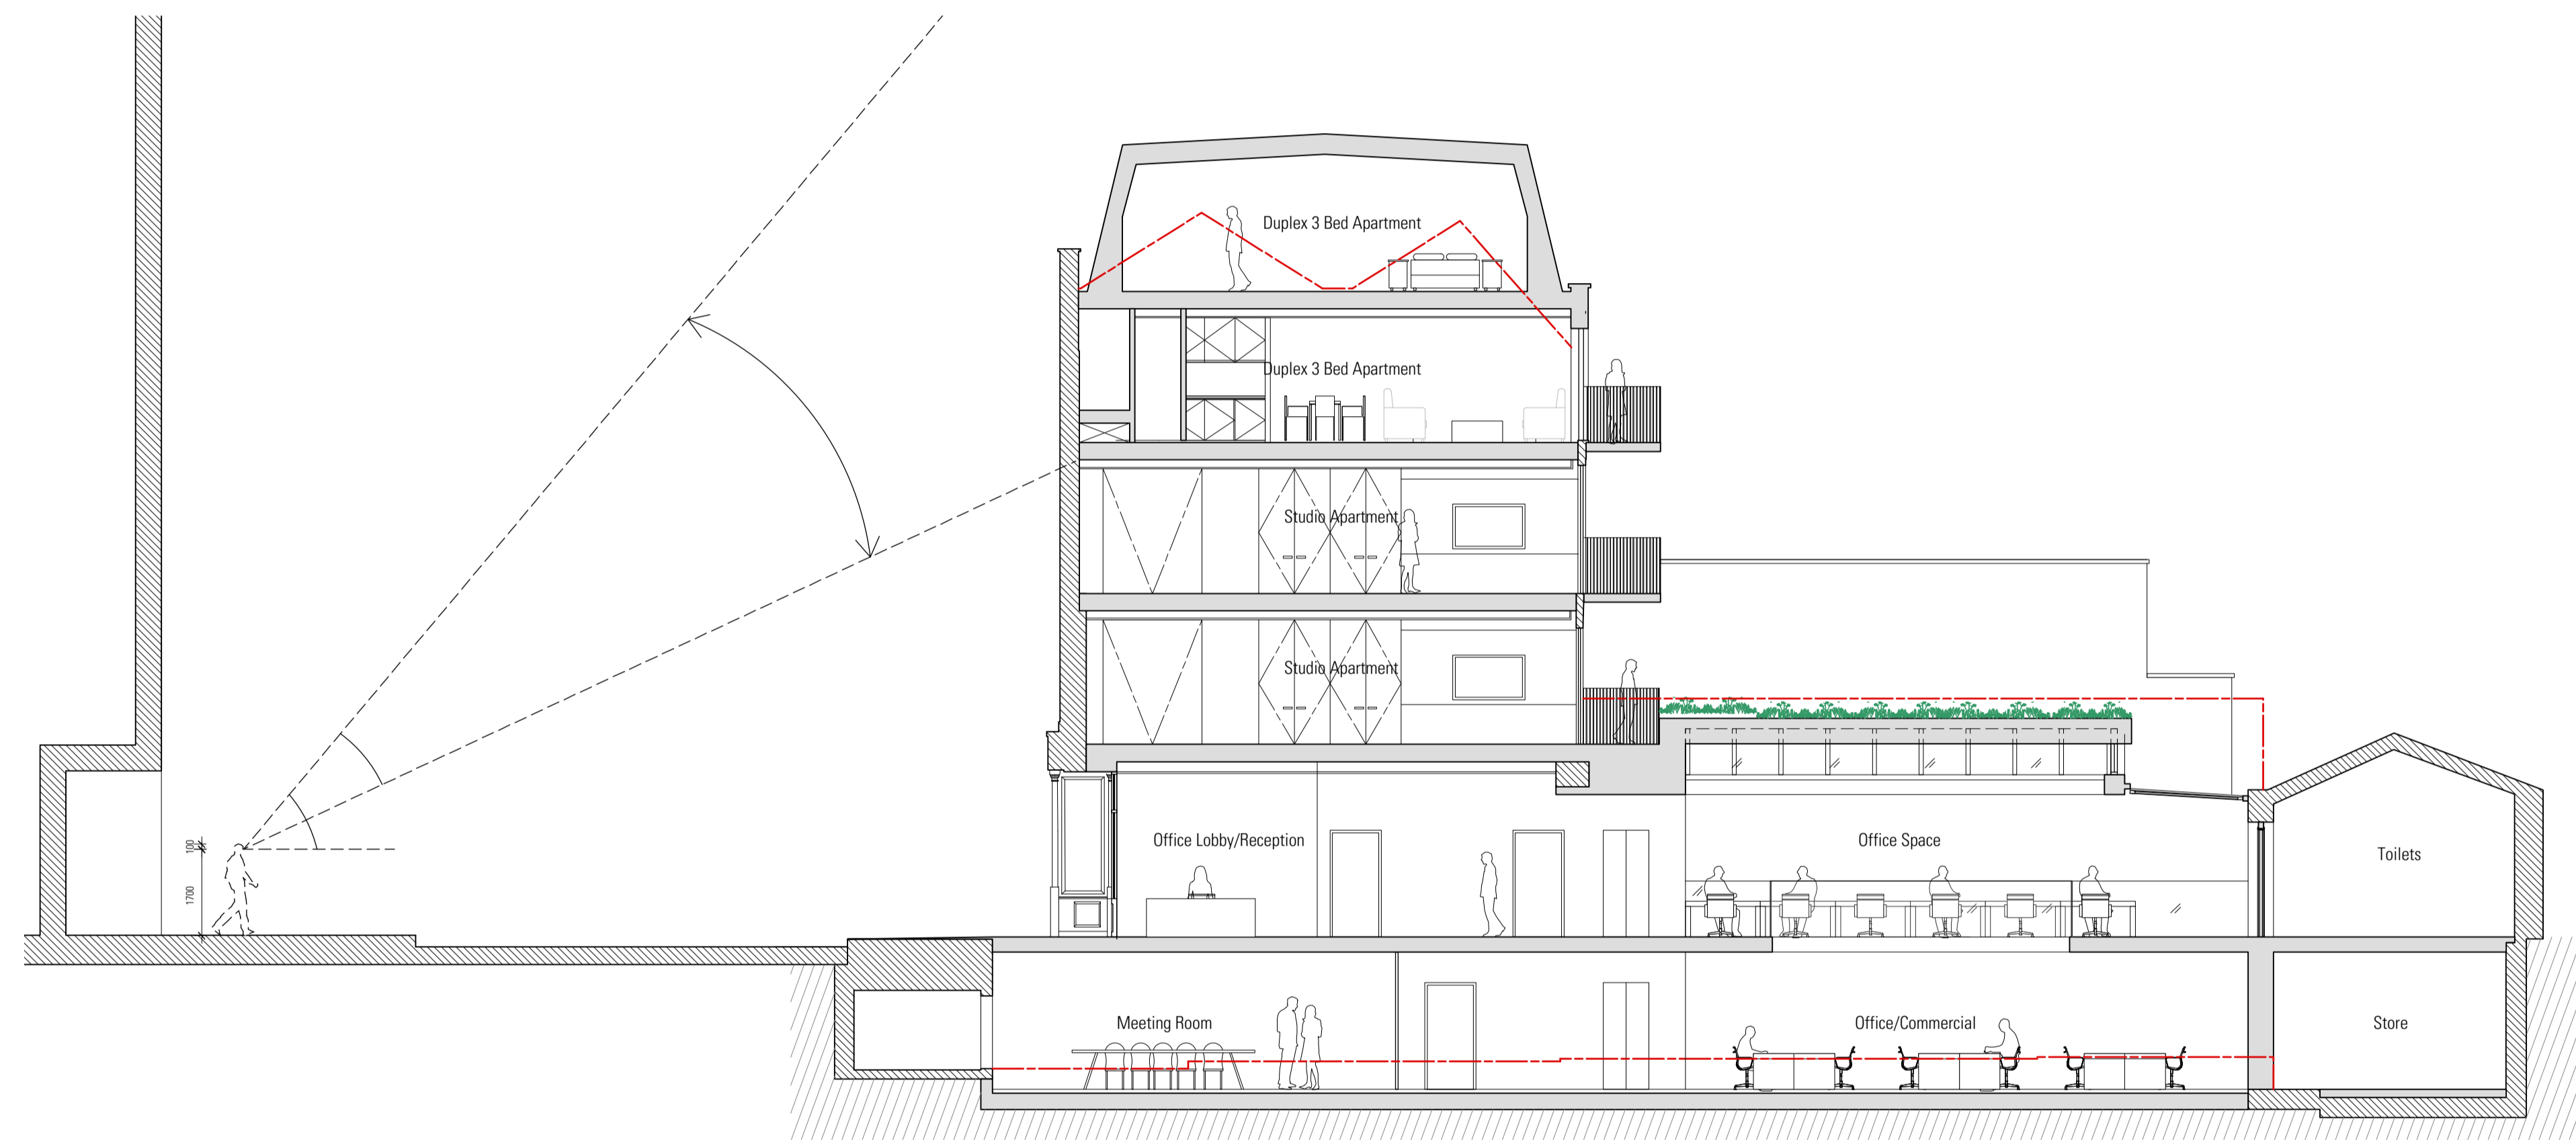 Duplex 3 Bed Apartment
Duplex 3 Bed Apartment
Studio Apartment
Studio Apartment
Office Lobby/Reception
Office Space
Toilets
100
1700
Meeting Room
Office/Commercial
Store